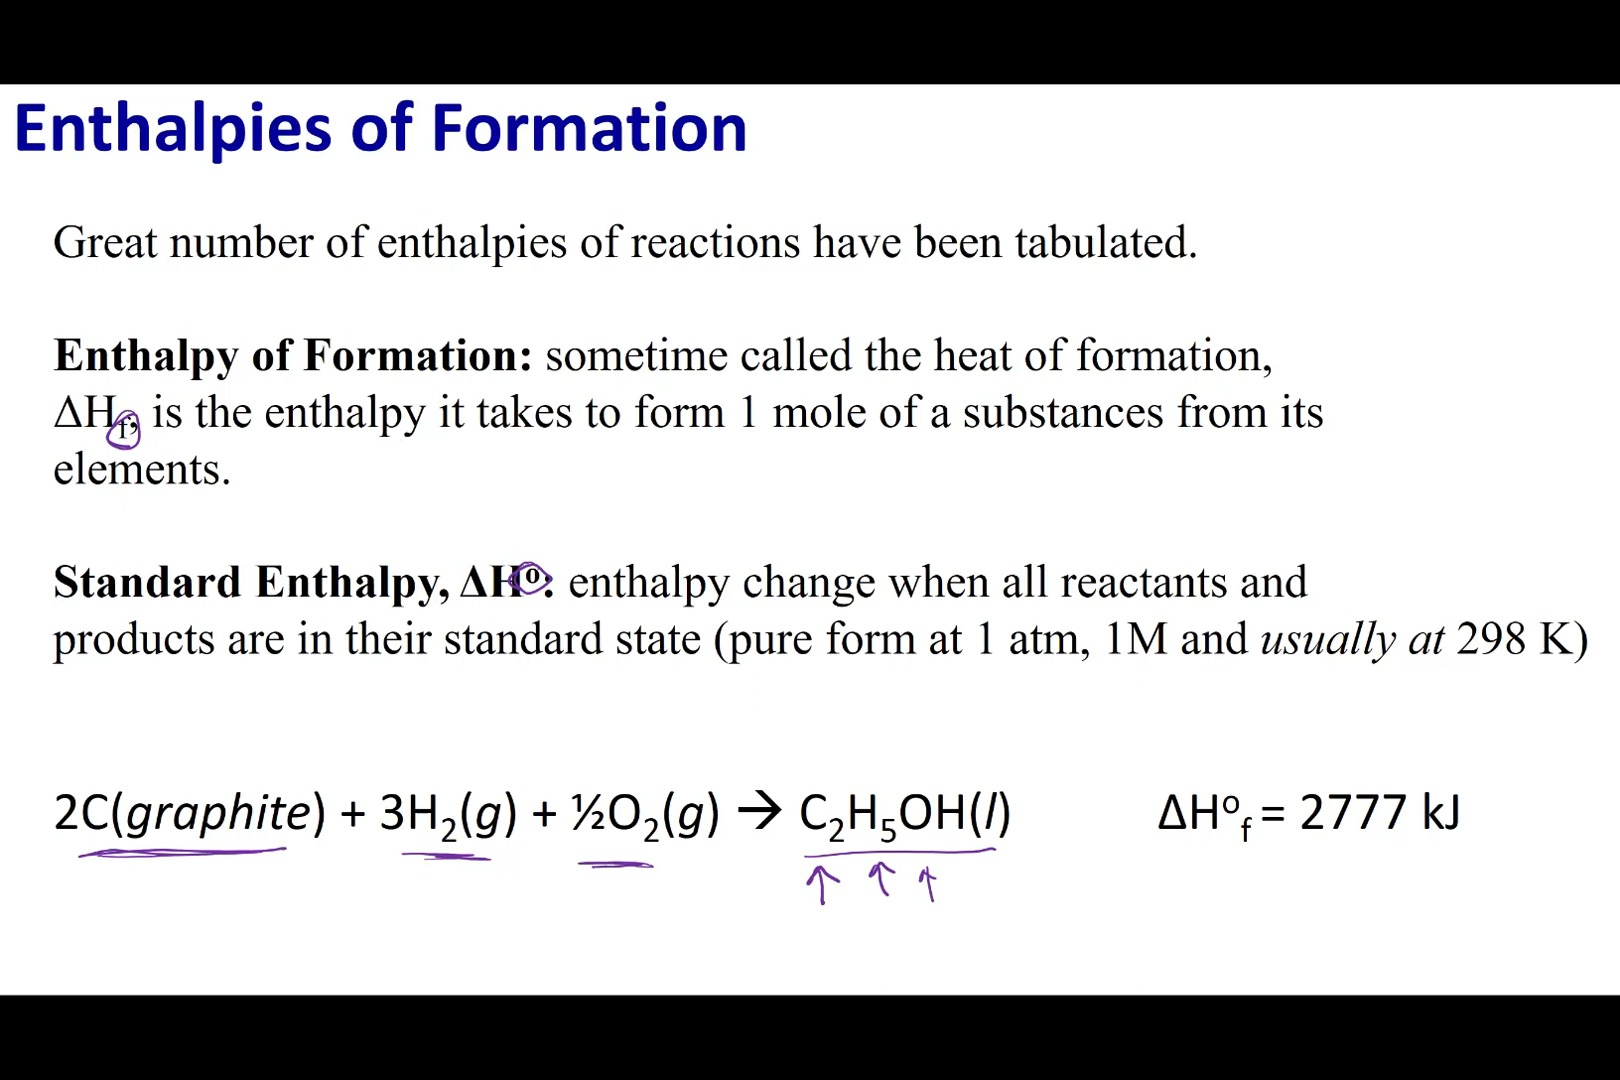 Enthalpies of Formation
Great number of enthalpies of reactions have been tabulated.
Enthalpy of Formation: sometime called the heat of formation,
ΔHf, is the enthalpy it takes to form 1 mole of a substances from its
elements.
Standard Enthalpy, ΔHº: enthalpy change when all reactants and
products are in their standard state (pure form at 1 atm, 1M and usually at 298 K)
2C(graphite) + 3H₂(g) + ½O₂(g) → C₂H₅OH(l) ΔHºf = 2777 kJ